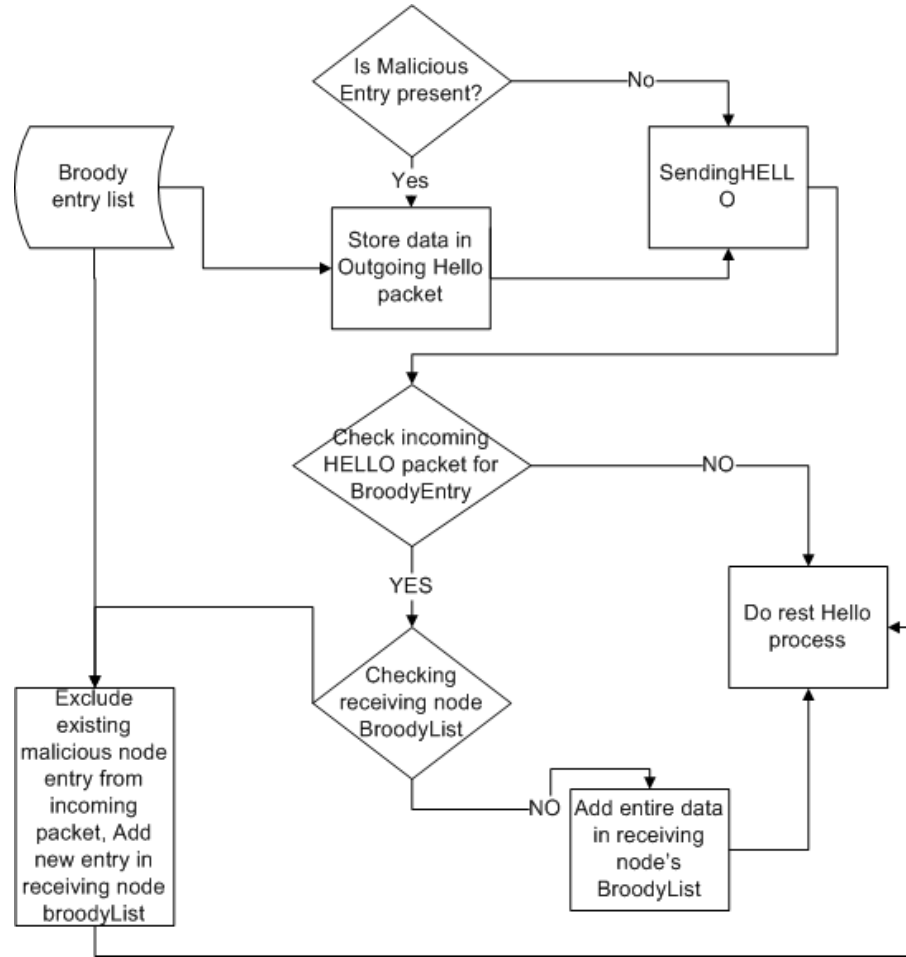 Is Malicious
Entry present?
No
Broody
entry list
SendingHELL
O
Yes
Store data in
Outgoing Hello
packet
Check incoming
HELLO packet for
BroodyEntry
NO
YES
Do rest Hello
process
Checking
receiving node
BroodyList
Exclude
existing
malicious node
entry from
incoming
packet, Add
new entry in
receiving node
broodyList
NO
Add entire data
in receiving
node's
BroodyList